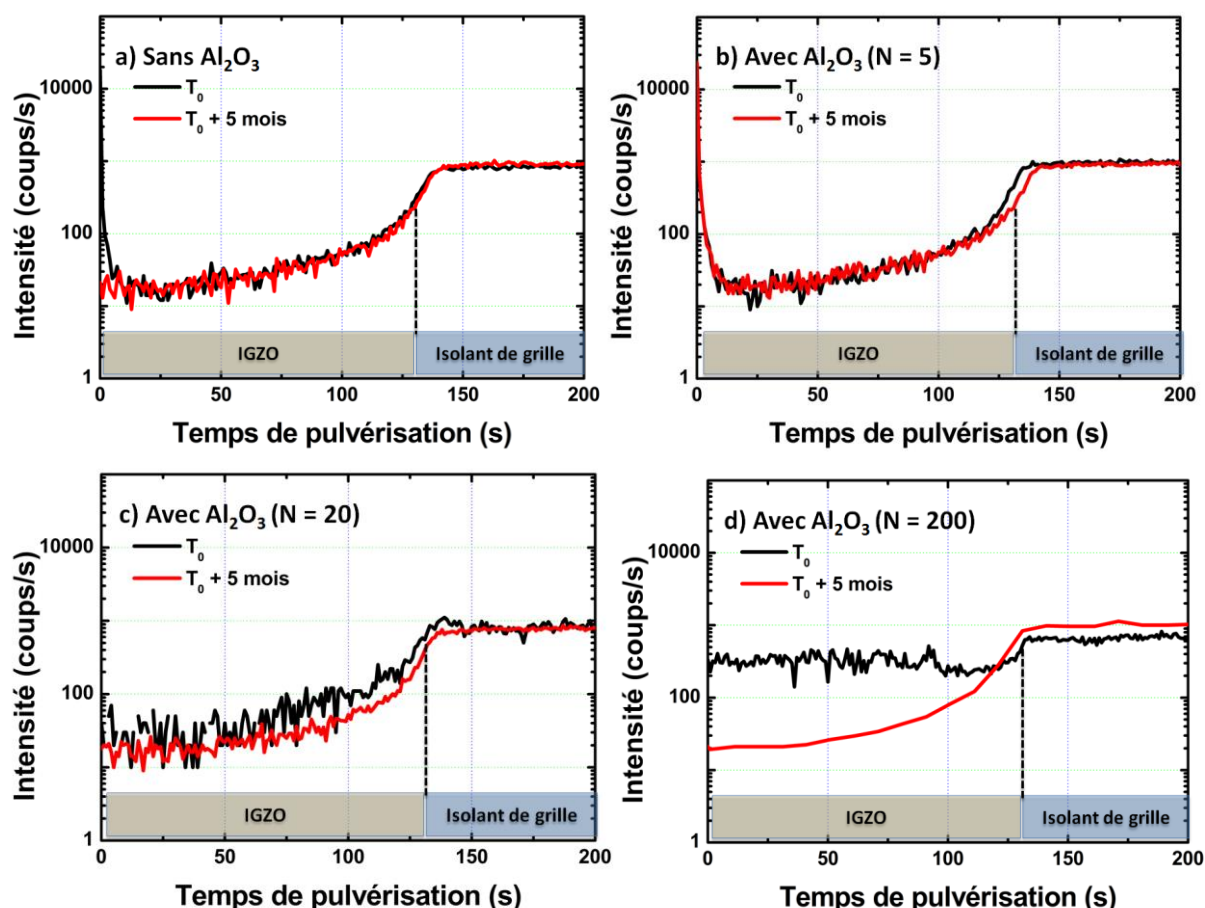 a) Sans Al2O3
T0
T0 + 5 mois
Intensité (coups/s)
10000
1000
100
10
1
IGZO
Isolant de grille
0 50 100 150 200
Temps de pulvérisation (s)
b) Avec Al2O3 (N = 5)
T0
T0 + 5 mois
Intensité (coups/s)
10000
100
1
IGZO
Isolant de grille
0 50 100 150 200
Temps de pulvérisation (s)
c) Avec Al2O3 (N = 20)
T0
T0 + 5 mois
Intensité (coups/s)
10000
100
1
IGZO
Isolant de grille
0 50 100 150 200
Temps de pulvérisation (s)
d) Avec Al2O3 (N = 200)
T0
T0 + 5 mois
Intensité (coups/s)
10000
100
1
IGZO
Isolant de grille
0 50 100 150 200
Temps de pulvérisation (s)